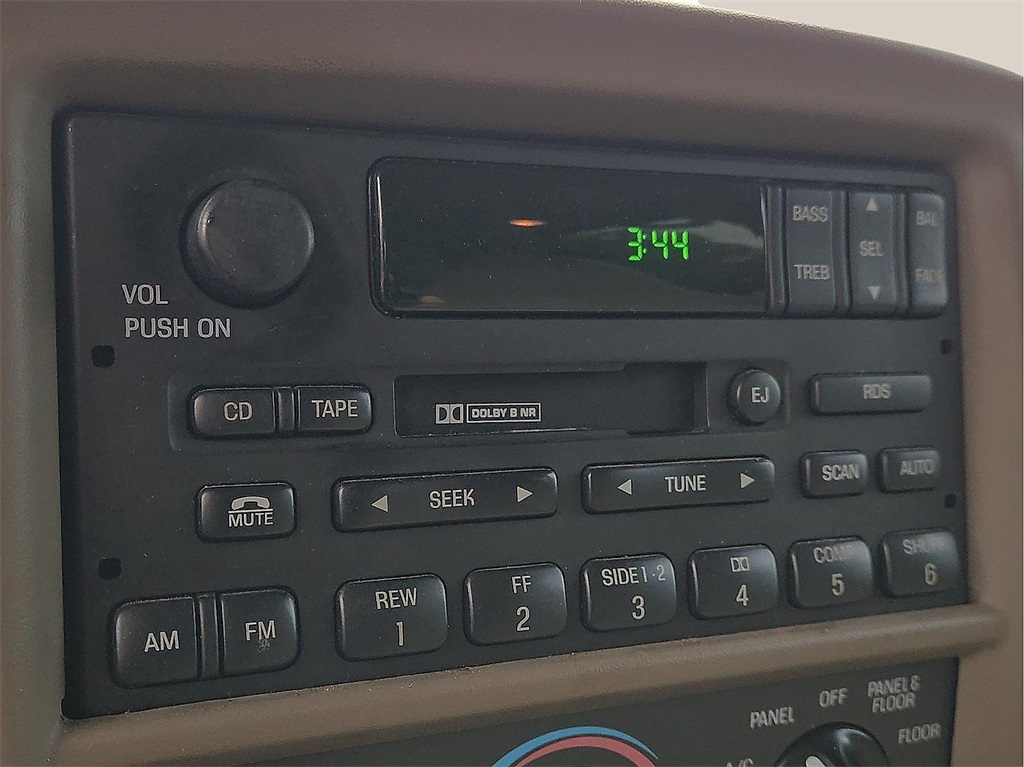 3:44
BASS
TREB
SEL
BAL
FADE
VOL
PUSH ON
CD
TAPE
DOLBY B NR
EJ
RDS
MUTE
SEEK
TUNE
SCAN
AUTO
AM
FM
REW
1
FF
2
SIDE 1·2
3
4
COMP
5
SHUF
6
A/C
PANEL
OFF
PANEL &
FLOOR
FLOOR